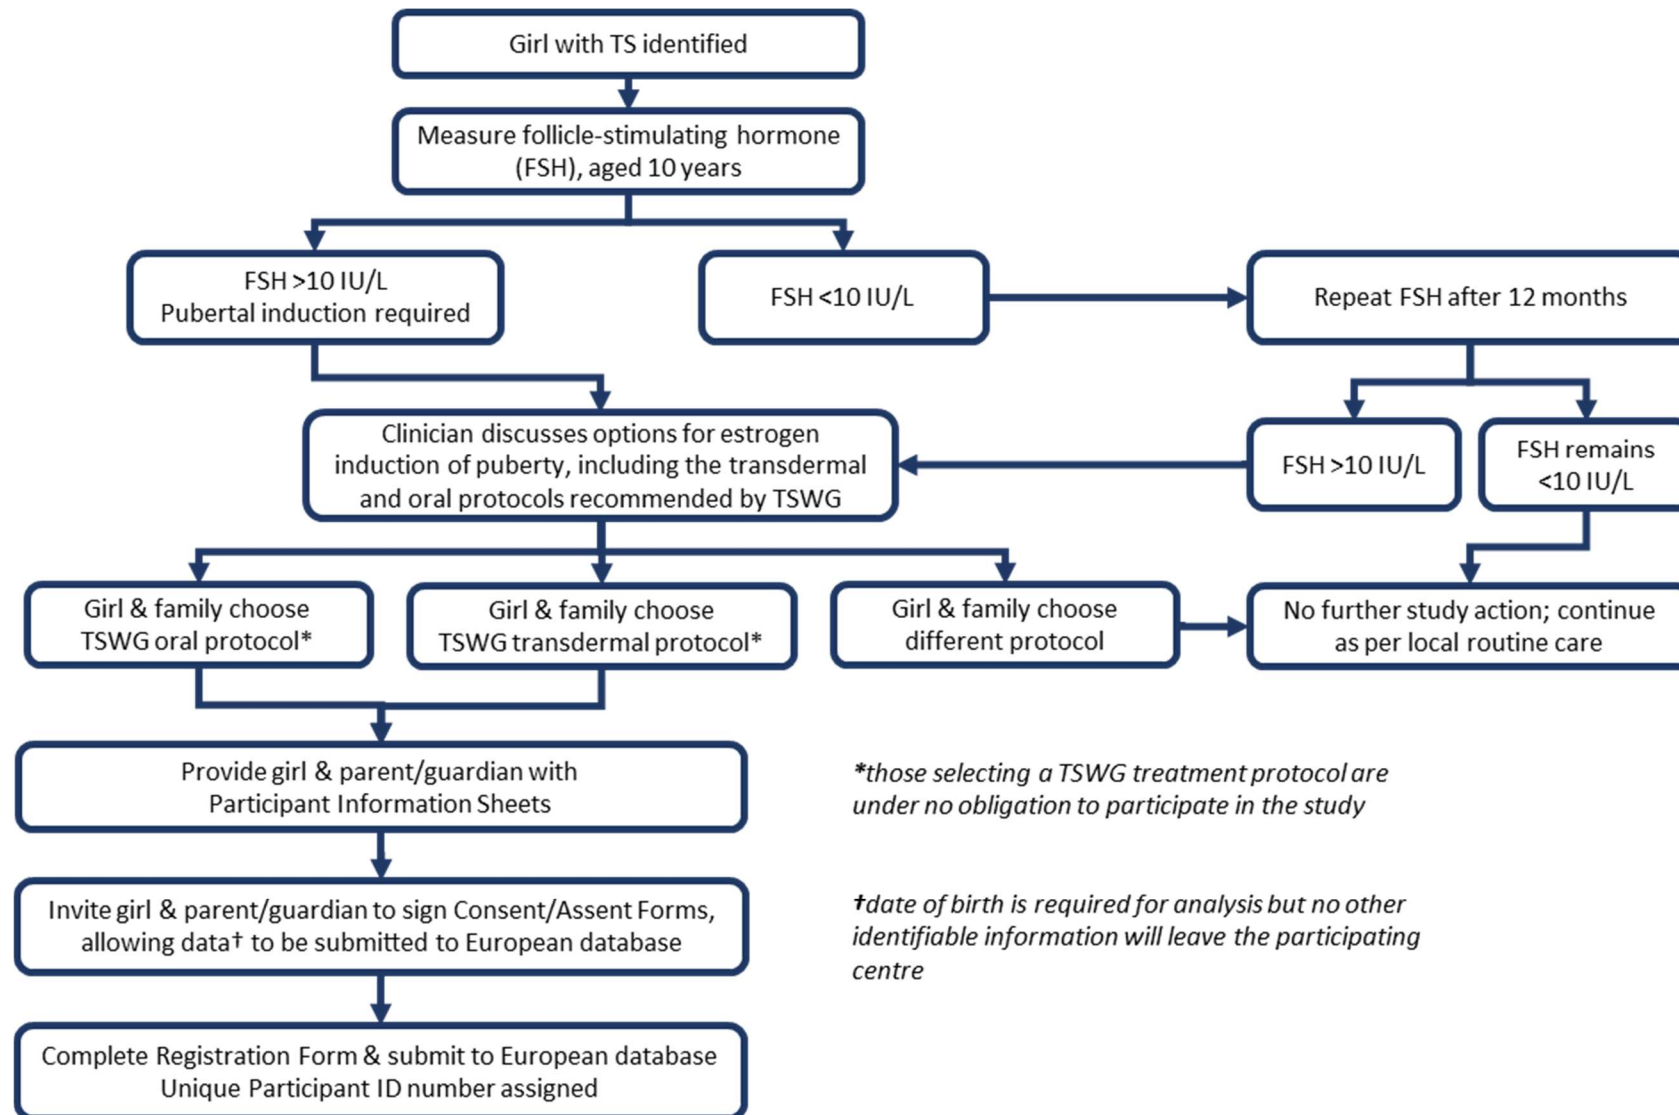 Girl with TS identified
Measure follicle-stimulating hormone
(FSH), aged 10 years
FSH >10 IU/L
Pubertal induction required
FSH <10 IU/L
Repeat FSH after 12 months
Clinician discusses options for estrogen
induction of puberty, including the transdermal
and oral protocols recommended by TSWG
FSH >10 IU/L
FSH remains
<10 IU/L
Girl & family choose
TSWG oral protocol*
Girl & family choose
TSWG transdermal protocol*
Girl & family choose
different protocol
No further study action; continue
as per local routine care
Provide girl & parent/guardian with
Participant Information Sheets
*those selecting a TSWG treatment protocol are
under no obligation to participate in the study
Invite girl & parent/guardian to sign Consent/Assent Forms,
allowing data† to be submitted to European database
†date of birth is required for analysis but no other
identifiable information will leave the participating
centre
Complete Registration Form & submit to European database
Unique Participant ID number assigned